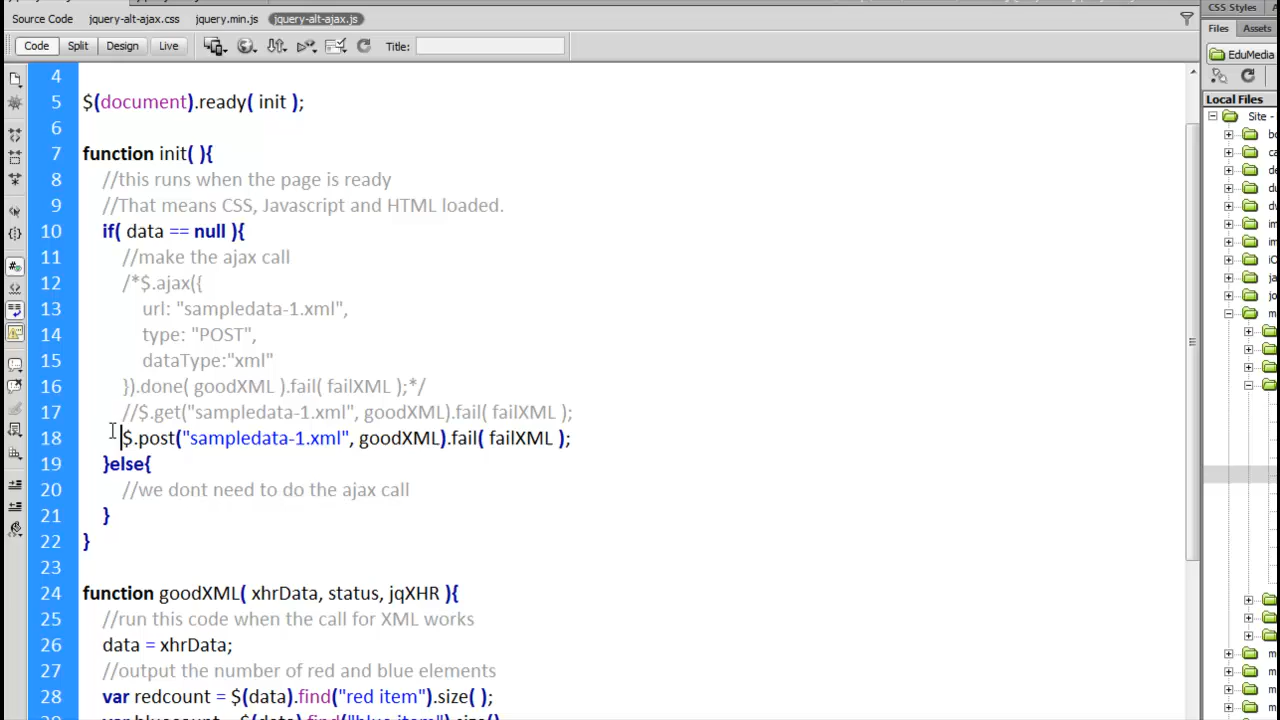 Source Code jquery-alt-ajax.css jquery.min.js jquery-alt-ajax.js
CSS Styles
Code Split Design Live Title:
Files Assets
EduMedia
Local Files
Site -
4
5 $(document).ready( init );
6
7 function init( ){
8 //this runs when the page is ready
9 //That means CSS, Javascript and HTML loaded.
10 if( data == null ){
11 //make the ajax call
12 /*$.ajax({
13 url: "sampledata-1.xml",
14 type: "POST",
15 dataType:"xml"
16 }).done( goodXML ).fail( failXML );*/
17 //$.get("sampledata-1.xml", goodXML).fail( failXML );
18 $.post("sampledata-1.xml", goodXML).fail( failXML );
19 }else{
20 //we dont need to do the ajax call
21 }
22 }
23
24 function goodXML( xhrData, status, jqXHR ){
25 //run this code when the call for XML works
26 data = xhrData;
27 //output the number of red and blue elements
28 var redcount = $(data).find("red item").size( );